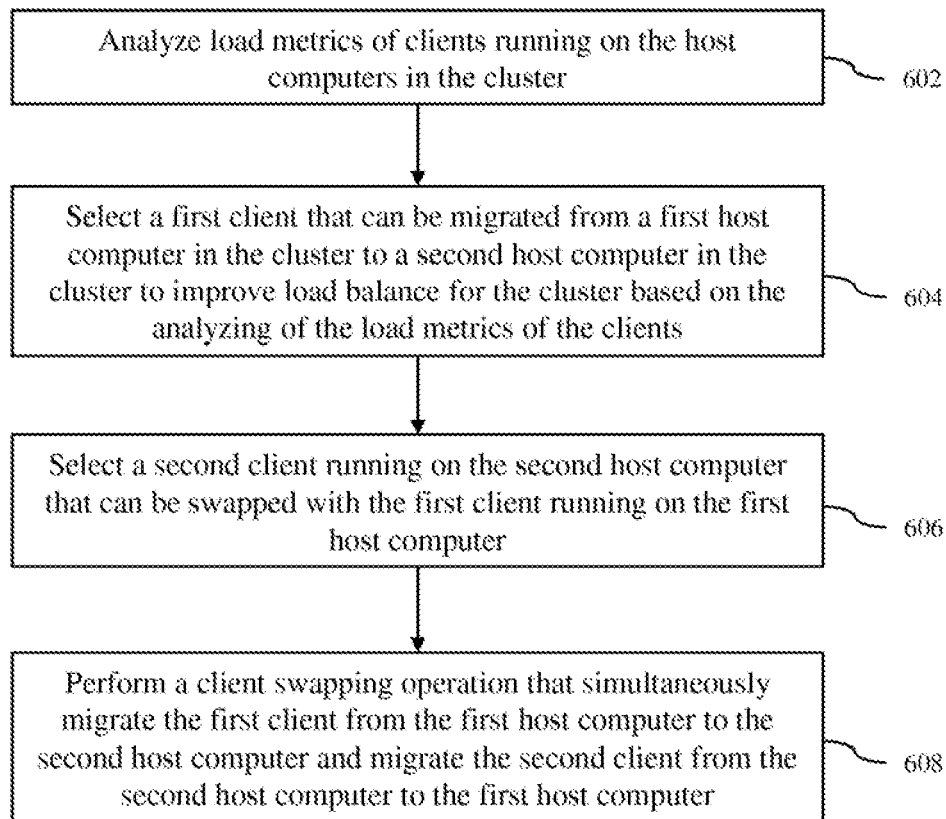 Analyze load metrics of clients running on the host
computers in the cluster
602
Select a first client that can be migrated from a first host
computer in the cluster to a second host computer in the
cluster to improve load balance for the cluster based on the
analyzing of the load metrics of the clients
604
Select a second client running on the second host computer
that can be swapped with the first client running on the first
host computer
606
Perform a client swapping operation that simultaneously
migrate the first client from the first host computer to the
second host computer and migrate the second client from the
second host computer to the first host computer
608